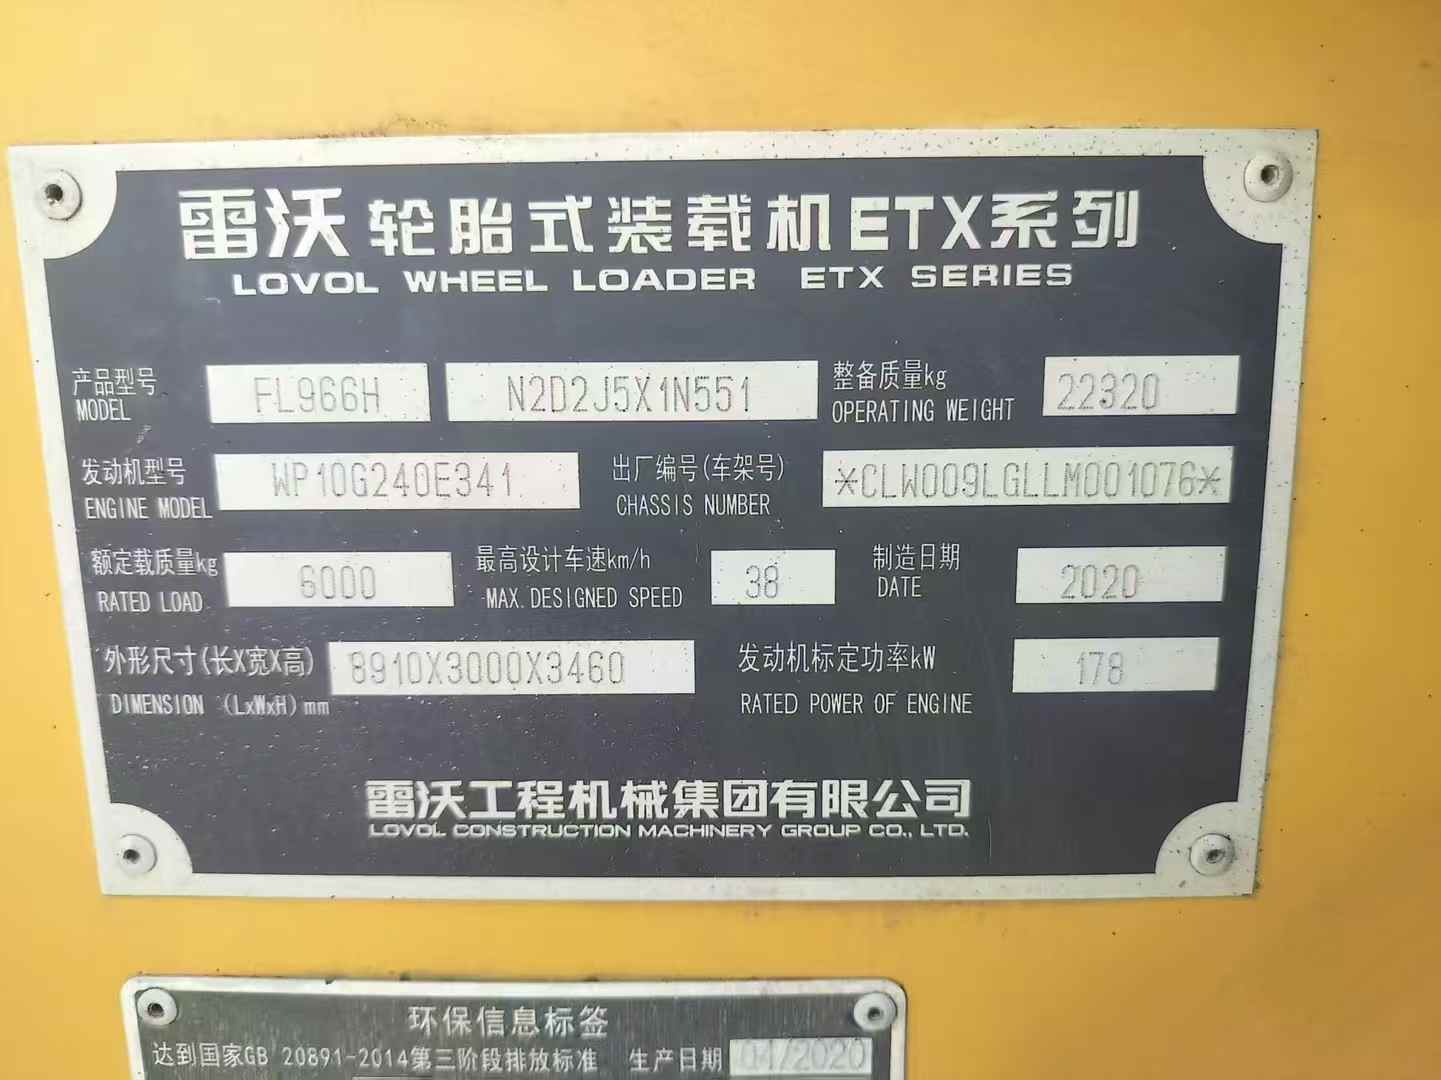 雷沃轮胎式装载机ETX系列
LOVOL WHEEL LOADER ETX SERIES
产品型号 FL966H N2D2J5X1N551 整备质量kg 22320
MODEL OPERATING WEIGHT
发动机型号 WP10G240E341 出厂编号(车架号) *CLW009LGLLM001076*
ENGINE MODEL CHASSIS NUMBER
额定载质量kg 6000 最高设计车速km/h 38 制造日期 2020
RATED LOAD MAX.DESIGNED SPEED DATE
外形尺寸(长X宽X高) 8910X3000X3460 发动机标定功率kW 178
DIMENSION (LxWxH)mm RATED POWER OF ENGINE
雷沃工程机械集团有限公司
LOVOL CONSTRUCTION MACHINERY GROUP CO., LTD.
环保信息标签
达到国家GB 20891-2014第三阶段排放标准 生产日期 04/2020